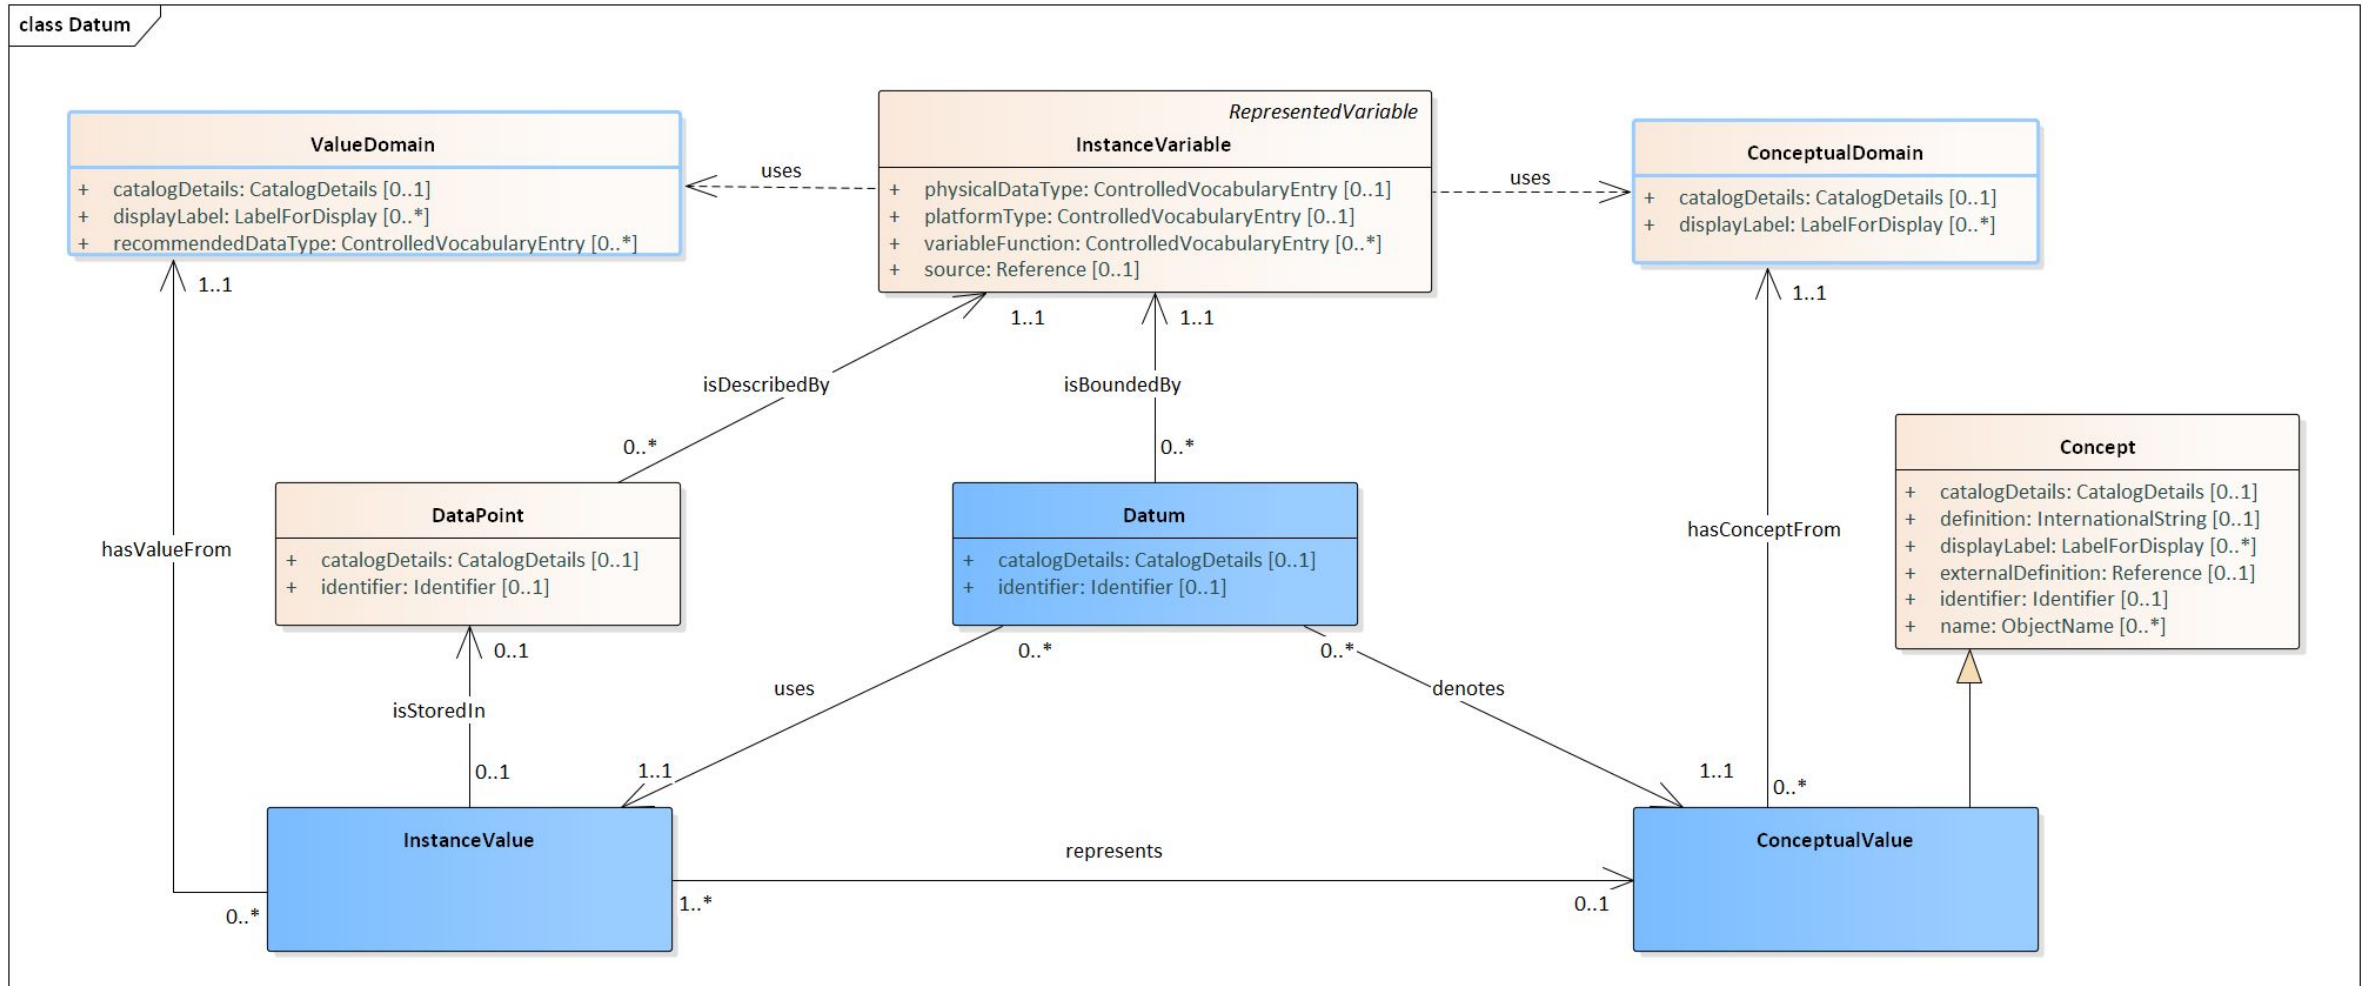 class Datum
ValueDomain
+ catalogDetails: CatalogDetails [0..1]
+ displayLabel: LabelForDisplay [0..*]
+ recommendedDataType: ControlledVocabularyEntry [0..*]
uses
RepresentedVariable
InstanceVariable
+ physicalDataType: ControlledVocabularyEntry [0..1]
+ platformType: ControlledVocabularyEntry [0..1]
+ variableFunction: ControlledVocabularyEntry [0..*]
+ source: Reference [0..1]
uses
ConceptualDomain
+ catalogDetails: CatalogDetails [0..1]
+ displayLabel: LabelForDisplay [0..*]
1..1
1..1
1..1
1..1
isDescribedBy
isBoundedBy
0..*
0..*
hasValueFrom
hasConceptFrom
DataPoint
+ catalogDetails: CatalogDetails [0..1]
+ identifier: Identifier [0..1]
Datum
+ catalogDetails: CatalogDetails [0..1]
+ identifier: Identifier [0..1]
Concept
+ catalogDetails: CatalogDetails [0..1]
+ definition: InternationalString [0..1]
+ displayLabel: LabelForDisplay [0..*]
+ externalDefinition: Reference [0..1]
+ identifier: Identifier [0..1]
+ name: ObjectName [0..*]
0..1
0..*
0..*
isStoredIn
uses
denotes
0..1
1..1
1..1
0..*
InstanceValue
represents
ConceptualValue
0..*
1..*
0..1